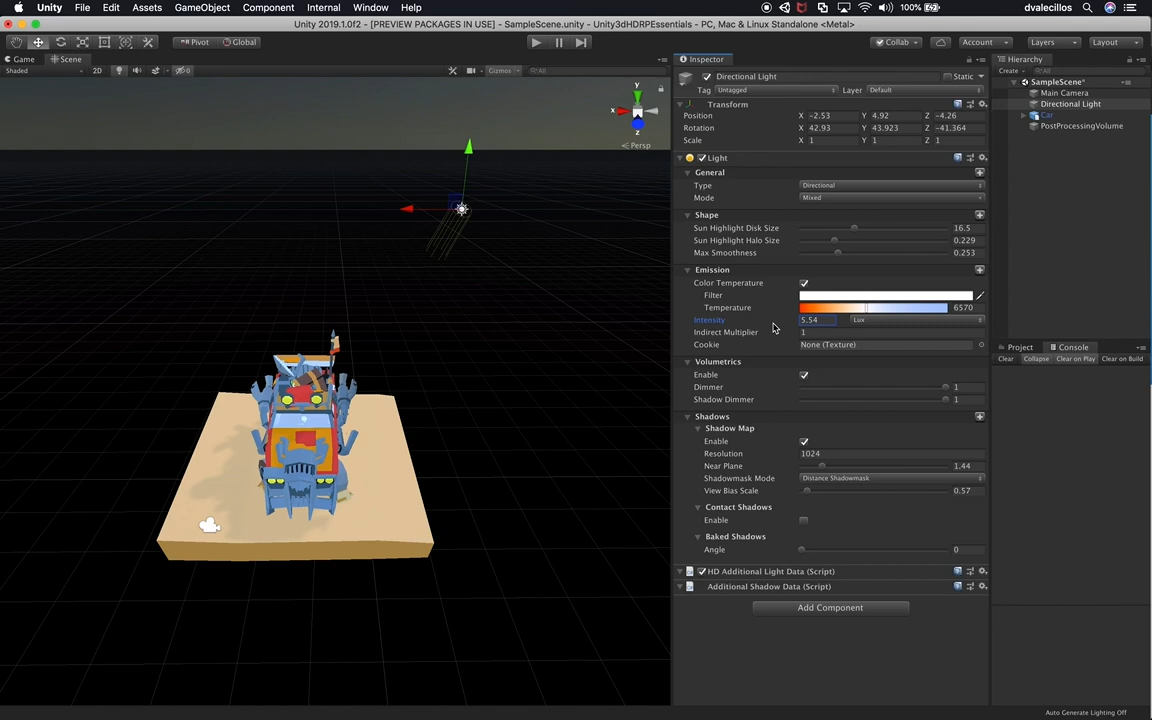 Unity File Edit Assets GameObject Component Internal Window Help 100% dvalecillos
Unity 2019.1.0f2 - [PREVIEW PACKAGES IN USE] - SampleScene.unity - Unity3dHDRPEssentials - PC, Mac & Linux Standalone <Metal>
Pivot Global Collab Account Layers Layout
Game Scene Inspector Hierarchy
Shaded 2D 0 Gizmos All Create All
Directional Light Static SampleScene*
Tag Untagged Layer Default Main Camera
Transform Directional Light
Position X -2.53 Y 4.92 Z -4.26 Car
Rotation X 42.93 Y 43.923 Z -41.364 PostProcessingVolume
Scale X 1 Y 1 Z 1
y
x
z
Persp
Light
General
Type Directional
Mode Mixed
Shape
Sun Highlight Disk Size 16.5
Sun Highlight Halo Size 0.229
Max Smoothness 0.253
Emission
Color Temperature
Filter
Temperature 6570
Intensity 5.54 Lux
Indirect Multiplier 1
Cookie None (Texture)
Project Console
Clear Collapse Clear on Play Clear on Build
Volumetrics
Enable
Dimmer 1
Shadow Dimmer 1
Shadows
Shadow Map
Enable
Resolution 1024
Near Plane 1.44
Shadowmask Mode Distance Shadowmask
View Bias Scale 0.57
Contact Shadows
Enable
Baked Shadows
Angle 0
HD Additional Light Data (Script)
Additional Shadow Data (Script)
Add Component
Auto Generate Lighting Off